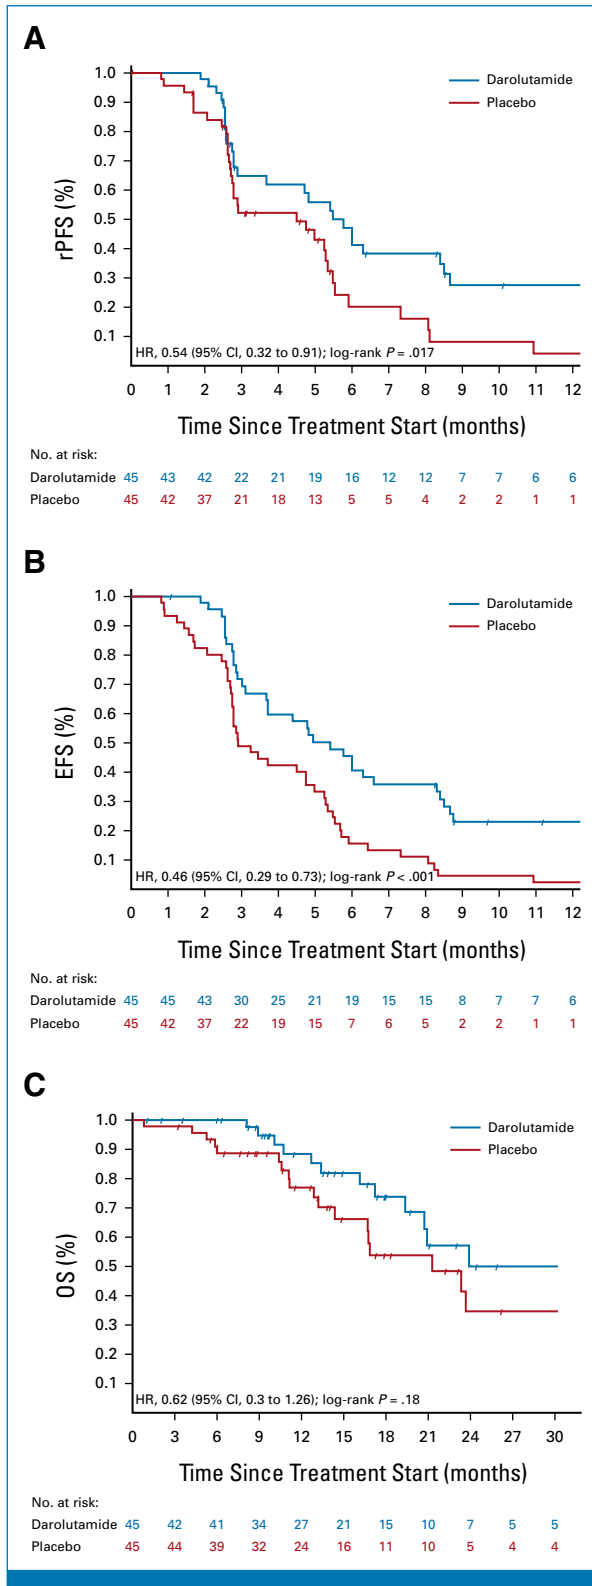 A
1.0
0.9
0.8
0.7
0.6
0.5
0.4
0.3
0.2
0.1
rPFS (%)
Darolutamide
Placebo
HR, 0.54 (95% CI, 0.32 to 0.91); log-rank P = .017
0 1 2 3 4 5 6 7 8 9 10 11 12
Time Since Treatment Start (months)
No. at risk:
Darolutamide 45 43 42 22 21 19 16 12 12 7 7 6 6
Placebo 45 42 37 21 18 13 5 5 4 2 2 1 1
B
1.0
0.9
0.8
0.7
0.6
0.5
0.4
0.3
0.2
0.1
EFS (%)
Darolutamide
Placebo
HR, 0.46 (95% CI, 0.29 to 0.73); log-rank P < .001
0 1 2 3 4 5 6 7 8 9 10 11 12
Time Since Treatment Start (months)
No. at risk:
Darolutamide 45 45 43 30 25 21 19 15 15 8 7 7 6
Placebo 45 42 37 22 19 15 7 6 5 2 2 1 1
C
1.0
0.9
0.8
0.7
0.6
0.5
0.4
0.3
0.2
0.1
OS (%)
Darolutamide
Placebo
HR, 0.62 (95% CI, 0.3 to 1.26); log-rank P = .18
0 3 6 9 12 15 18 21 24 27 30
Time Since Treatment Start (months)
No. at risk:
Darolutamide 45 42 41 34 27 21 15 10 7 5 5
Placebo 45 44 39 32 24 16 11 10 5 4 4